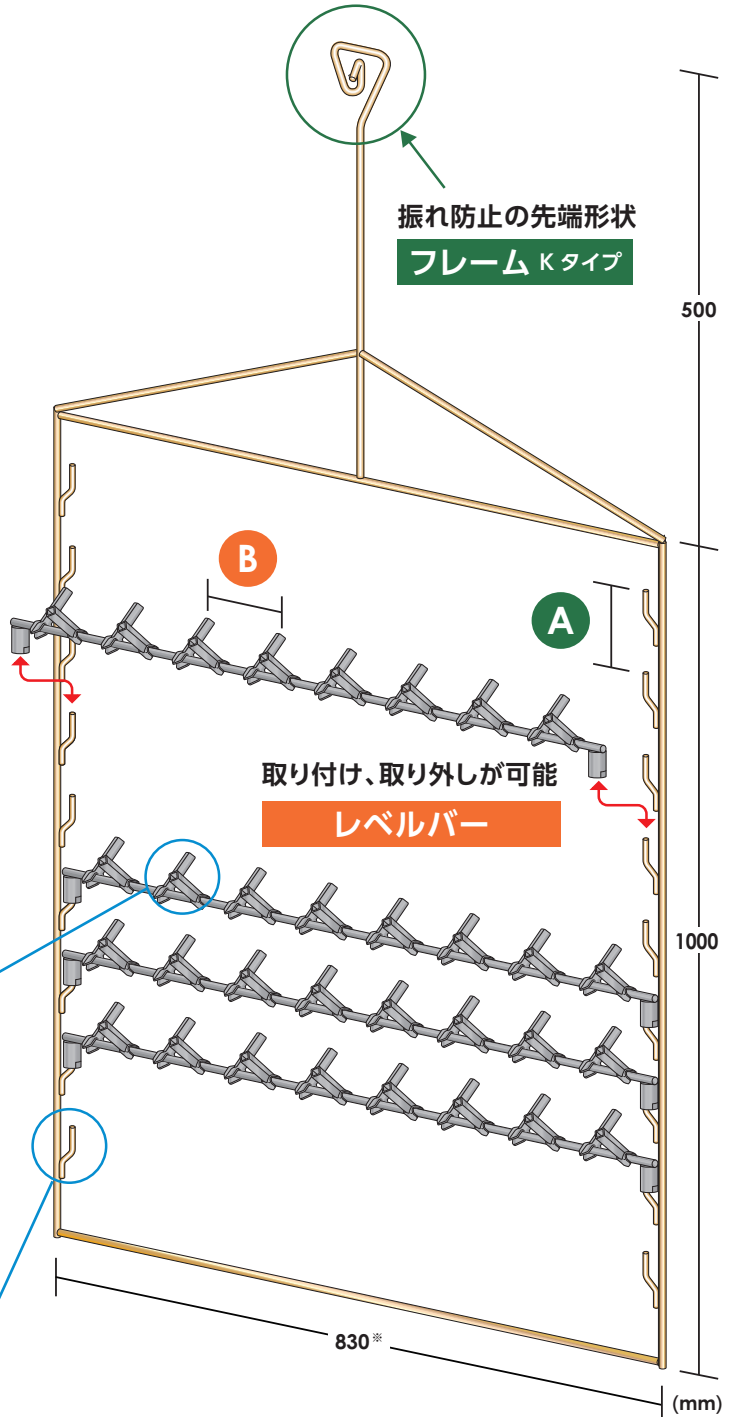 振れ防止の先端形状
フレーム K タイプ
500
B
A
取り付け、取り外しが可能
レベルバー
1000
830※
(mm)